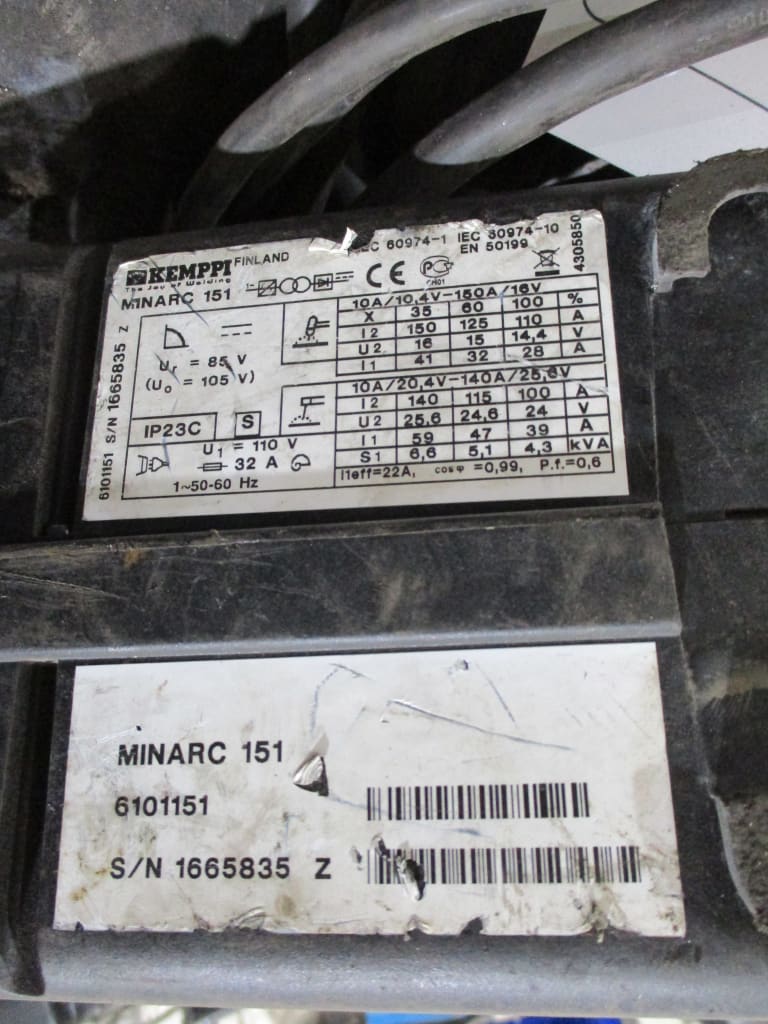 KEMPPI FINLAND
The Joy of Welding
IEC 60974-1 IEC 60974-10
EN 50199
4305850
MINARC 151
CE
6101151 S/N 1665835 Z
Ur = 85 V
(Uo = 105 V)
IP23C S
U1 = 110 V
32 A
1~50-60 Hz
10A/10,4V-150A/16V
X 35 60 100 %
I2 150 125 110 A
U2 16 15 14,4 V
I1 41 32 28 A
10A/20,4V-140A/25,6V
I2 140 115 100 A
U2 25,6 24,6 24 V
I1 59 47 39 A
S1 6,6 5,1 4,3 kVA
I1eff=22A, cosφ=0,99, P.f.=0,6
MINARC 151
6101151
S/N 1665835 Z